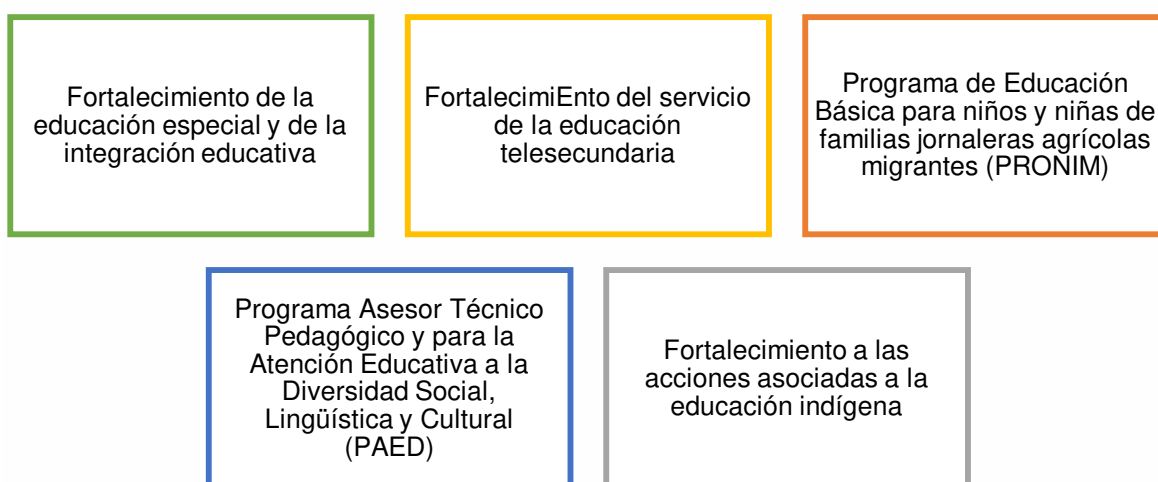 Fortalecimiento de la
educación especial y de la
integración educativa
FortalecimiEnto del servicio
de la educación
telesecundaria
Programa de Educación
Básica para niños y niñas de
familias jornaleras agrícolas
migrantes (PRONIM)
Programa Asesor Técnico
Pedagógico y para la
Atención Educativa a la
Diversidad Social,
Lingüística y Cultural
(PAED)
Fortalecimiento a las
acciones asociadas a la
educación indígena